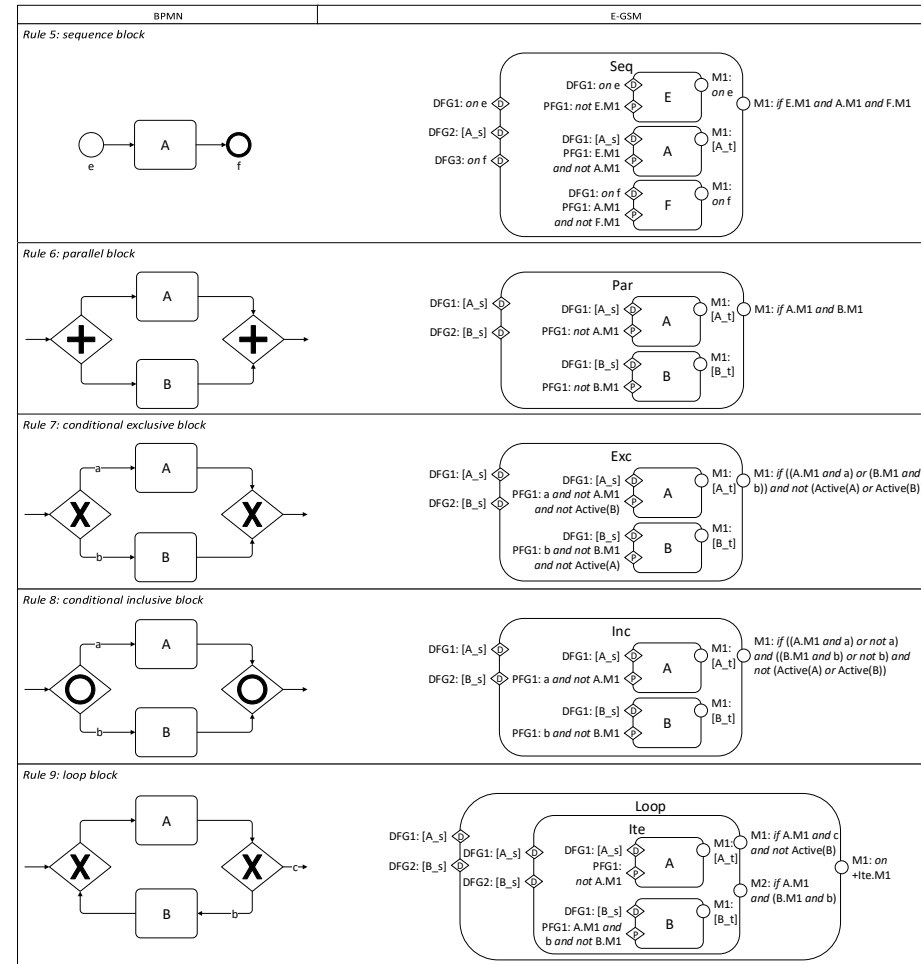 BPMN
E-GSM
Rule 5: sequence block
e
A
f
Seq
DFG1: on e
DFG2: [A_s]
DFG3: on f
DFG1: on e
D
PFG1: not E.M1
P
E
M1:
on e
DFG1: [A_s]
D
PFG1: E.M1
and not A.M1
P
A
M1:
[A_t]
DFG1: on f
D
PFG1: A.M1
and not F.M1
P
F
M1:
on f
M1: if E.M1 and A.M1 and F.M1
Rule 6: parallel block
A
B
Par
DFG1: [A_s]
D
DFG2: [B_s]
D
DFG1: [A_s]
D
PFG1: not A.M1
P
A
M1:
[A_t]
DFG1: [B_s]
D
PFG1: not B.M1
P
B
M1:
[B_t]
M1: if A.M1 and B.M1
Rule 7: conditional exclusive block
a
A
X
X
b
B
Exc
DFG1: [A_s]
D
DFG2: [B_s]
D
DFG1: [A_s]
D
PFG1: a and not A.M1
and not Active(B)
P
A
M1:
[A_t]
DFG1: [B_s]
D
PFG1: b and not B.M1
and not Active(A)
P
B
M1:
[B_t]
M1: if ((A.M1 and a) or (B.M1 and
b)) and not (Active(A) or Active(B)
Rule 8: conditional inclusive block
a
A
b
B
Inc
DFG1: [A_s]
D
DFG2: [B_s]
D
DFG1: [A_s]
D
PFG1: a and not A.M1
P
A
M1:
[A_t]
DFG1: [B_s]
D
PFG1: b and not B.M1
P
B
M1:
[B_t]
M1: if ((A.M1 and a) or not a)
and ((B.M1 and b) or not b) and
not (Active(A) or Active(B))
Rule 9: loop block
A
X
X
c
b
B
Loop
DFG1: [A_s]
D
DFG2: [B_s]
D
Ite
DFG1: [A_s]
D
DFG2: [B_s]
D
DFG1: [A_s]
D
PFG1:
not A.M1
P
A
M1:
[A_t]
DFG1: [B_s]
D
PFG1: A.M1 and
b and not B.M1
P
B
M1:
[B_t]
M1: if A.M1 and c
and not Active(B)
M2: if A.M1
and (B.M1 and b)
M1: on
+Ite.M1